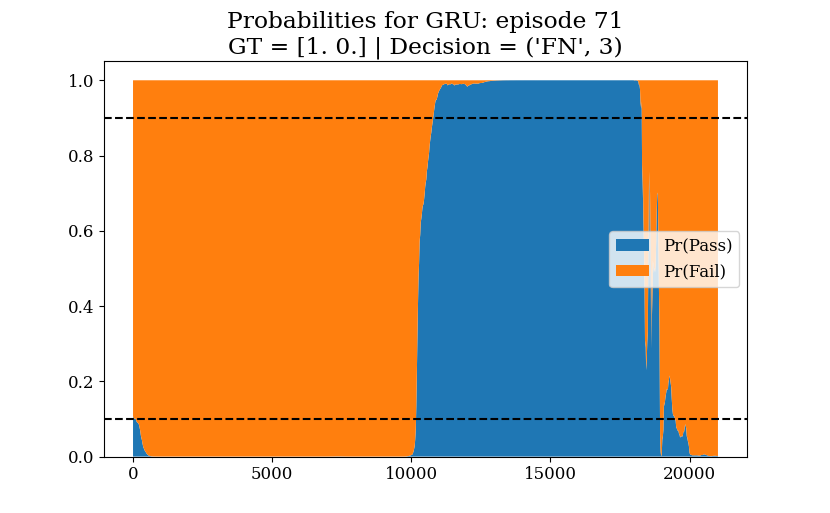 Probabilities for GRU: episode 71
GT = [1. 0.] | Decision = ('FN', 3)
1.0
0.8
0.6
0.4
0.2
0.0
Pr(Pass)
Pr(Fail)
0
5000
10000
15000
20000